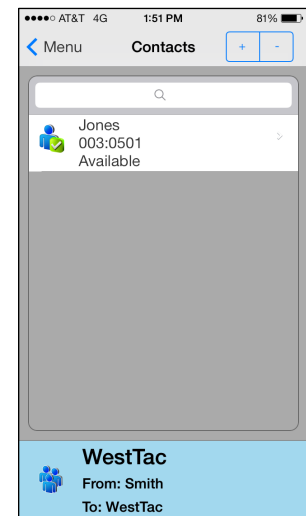 AT&T 4G 1:51 PM 81%
Menu Contacts + -
Jones
003:0501
Available
WestTac
From: Smith
To: WestTac